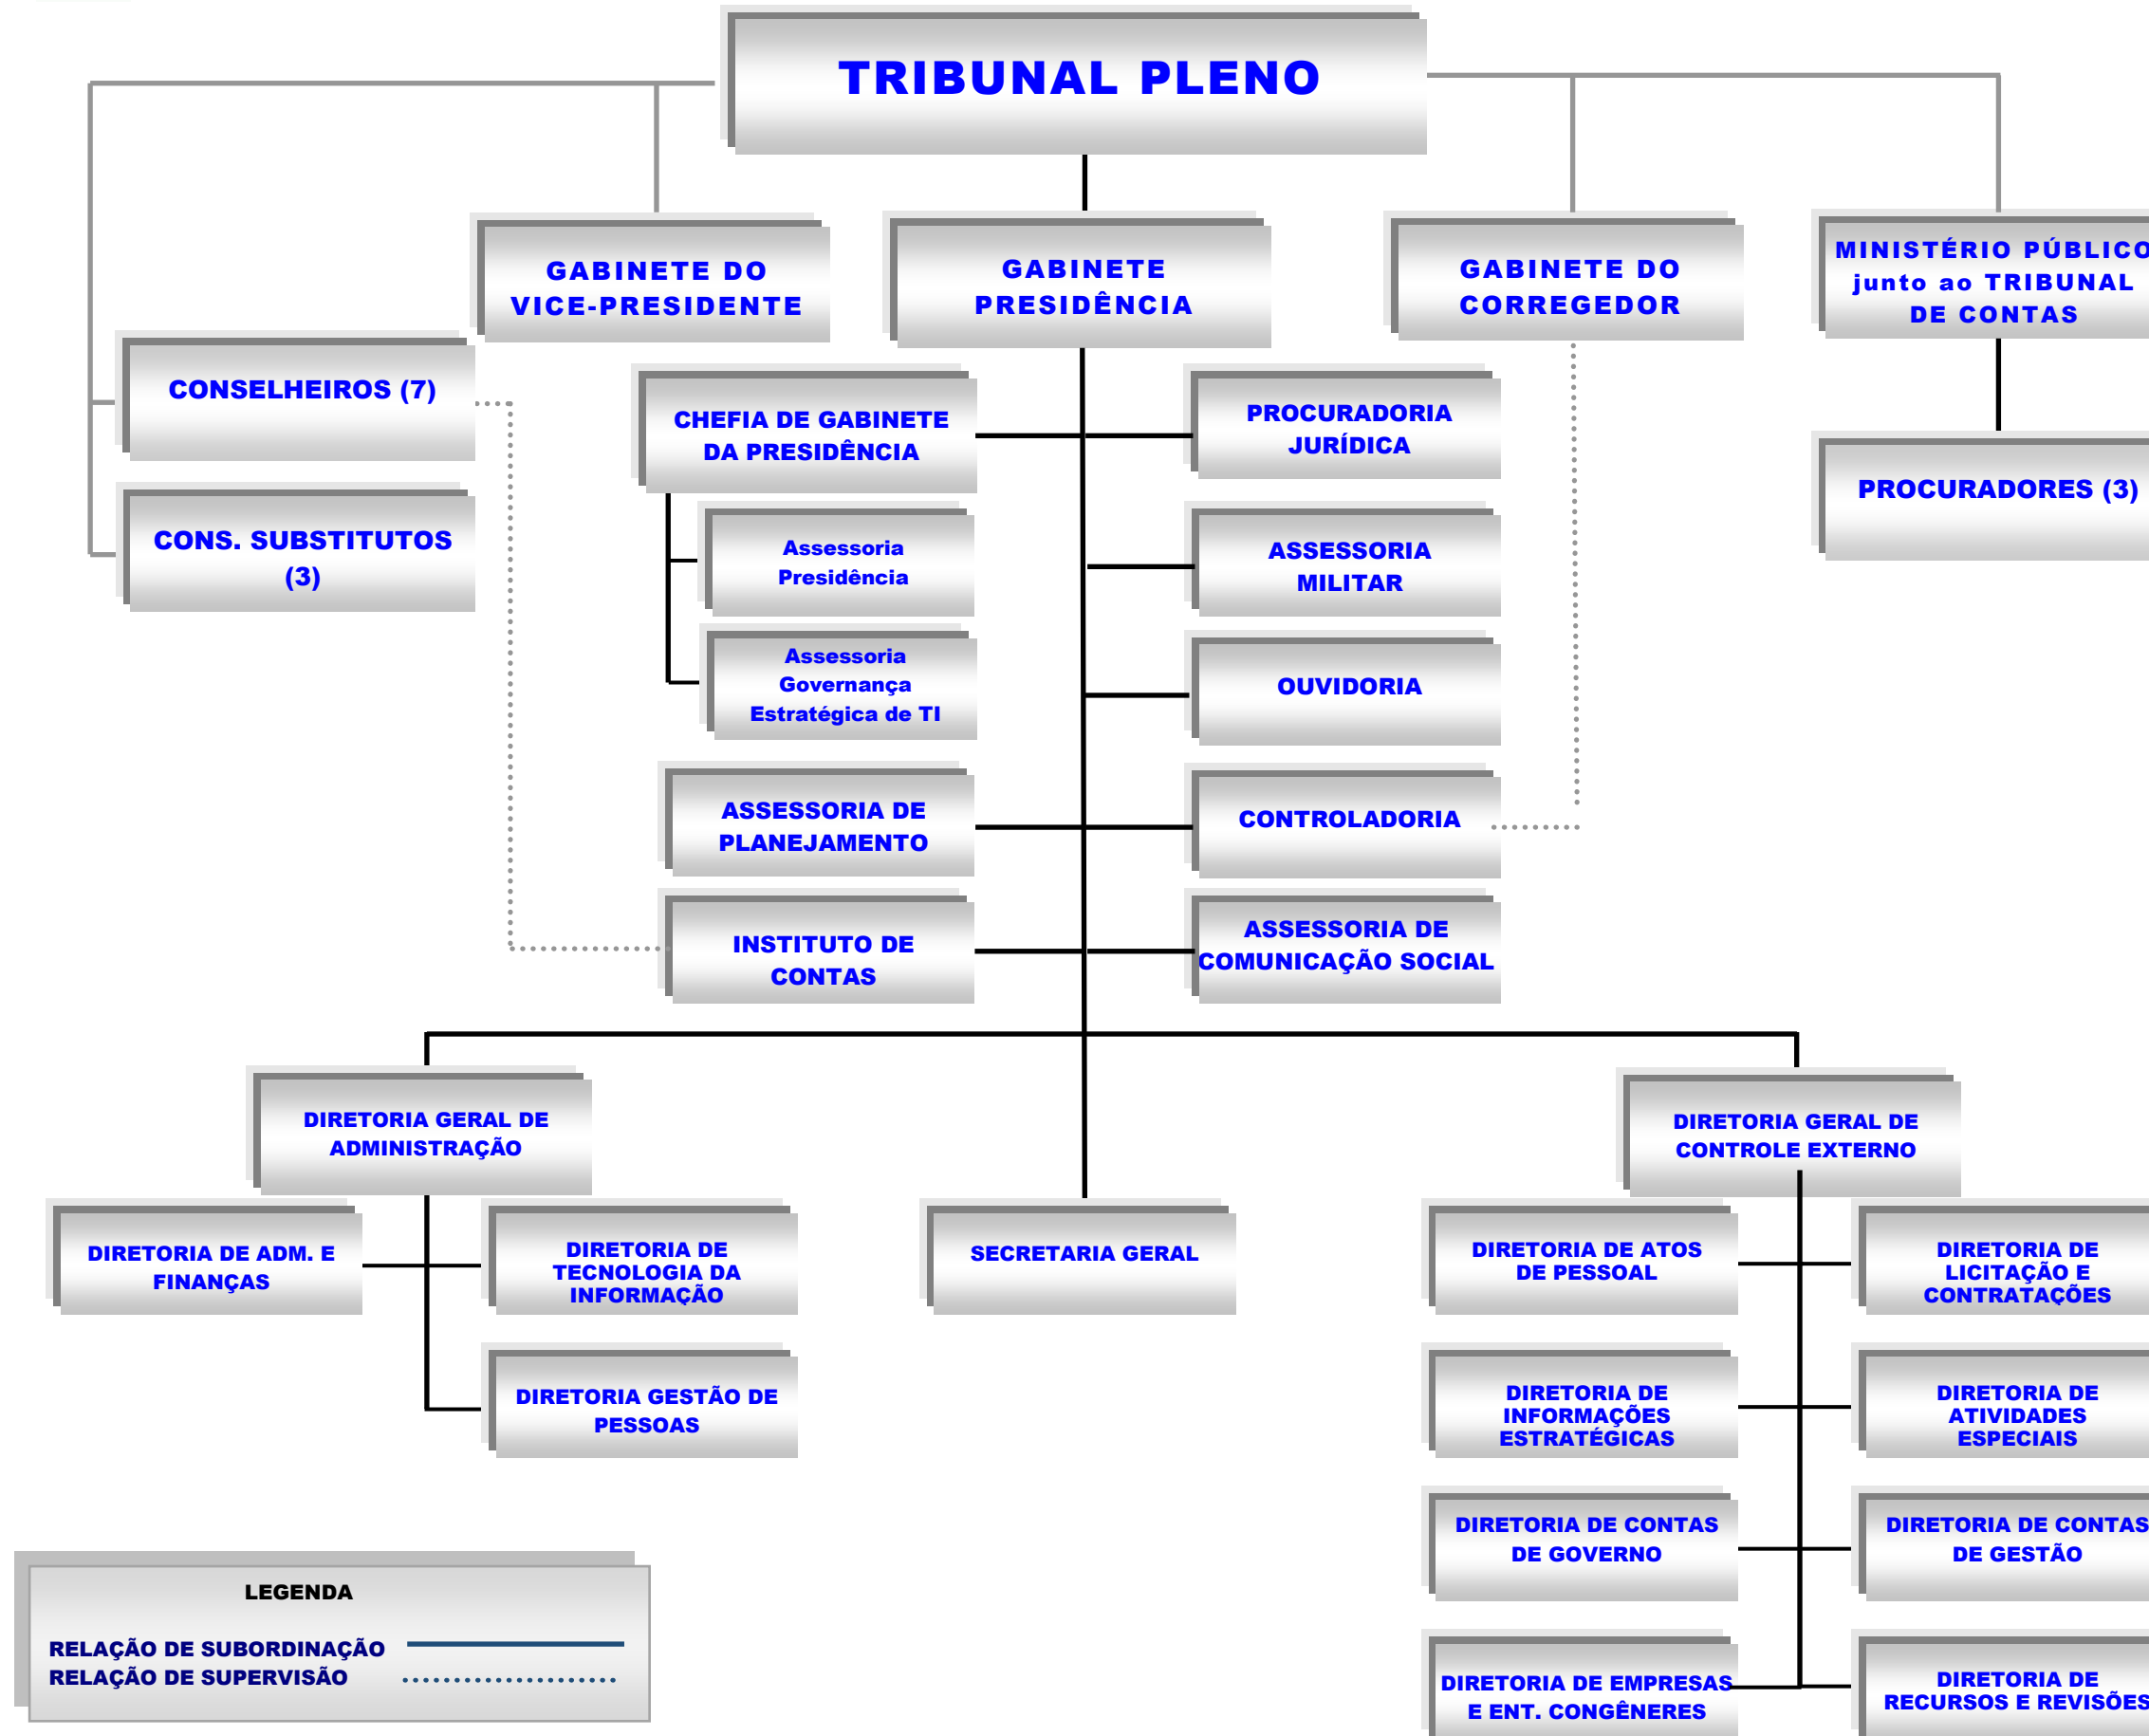 TRIBUNAL PLENO
GABINETE DO
VICE-PRESIDENTE
GABINETE
PRESIDÊNCIA
GABINETE DO
CORREGEDOR
MINISTÉRIO PÚBLICO
junto ao TRIBUNAL
DE CONTAS
CONSELHEIROS (7)
CONS. SUBSTITUTOS
(3)
CHEFIA DE GABINETE
DA PRESIDÊNCIA
PROCURADORIA
JURÍDICA
PROCURADORES (3)
Assessoria
Presidência
ASSESSORIA
MILITAR
Assessoria
Governança
Estratégica de TI
OUVIDORIA
ASSESSORIA DE
PLANEJAMENTO
CONTROLADORIA
INSTITUTO DE
CONTAS
ASSESSORIA DE
COMUNICAÇÃO SOCIAL
DIRETORIA GERAL DE
ADMINISTRAÇÃO
DIRETORIA GERAL DE
CONTROLE EXTERNO
DIRETORIA DE ADM. E
FINANÇAS
DIRETORIA DE
TECNOLOGIA DA
INFORMAÇÃO
SECRETARIA GERAL
DIRETORIA DE ATOS
DE PESSOAL
DIRETORIA DE
LICITAÇÃO E
CONTRATAÇÕES
DIRETORIA GESTÃO DE
PESSOAS
DIRETORIA DE
INFORMAÇÕES
ESTRATÉGICAS
DIRETORIA DE
ATIVIDADES
ESPECIAIS
DIRETORIA DE CONTAS
DE GOVERNO
DIRETORIA DE CONTAS
DE GESTÃO
DIRETORIA DE EMPRESAS
E ENT. CONGÊNERES
DIRETORIA DE
RECURSOS E REVISÕES
LEGENDA
RELAÇÃO DE SUBORDINAÇÃO
RELAÇÃO DE SUPERVISÃO